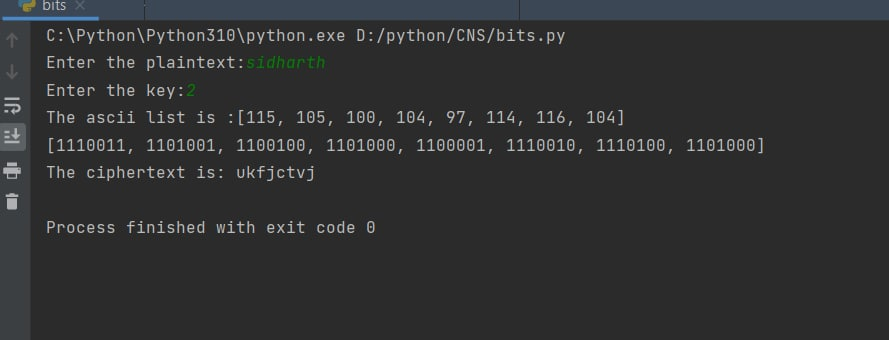 bits ×
C:\Python\Python310\python.exe D:/python/CNS/bits.py
Enter the plaintext:sidharth
Enter the key:2
The ascii list is :[115, 105, 100, 104, 97, 114, 116, 104]
[1110011, 1101001, 1100100, 1101000, 1100001, 1110010, 1110100, 1101000]
The ciphertext is: ukfjctvj
Process finished with exit code 0